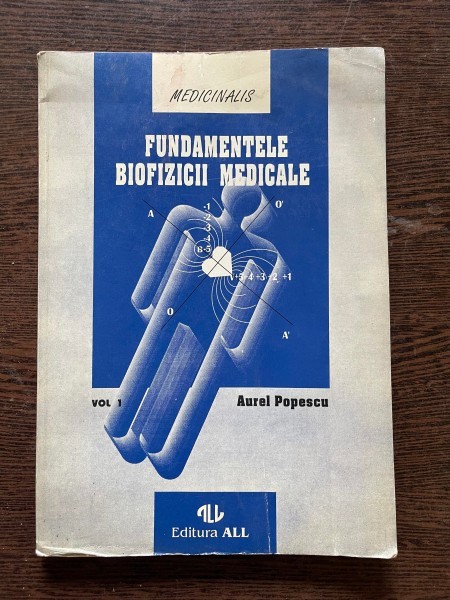 MEDICINALIS
FUNDAMENTELE
BIOFIZICII MEDICALE
A
-1
-2
-3
-4
-5
B
O'
V+5+4+3+2 +1
O
A'
VOL 1
Aurel Popescu
ALL
Editura ALL